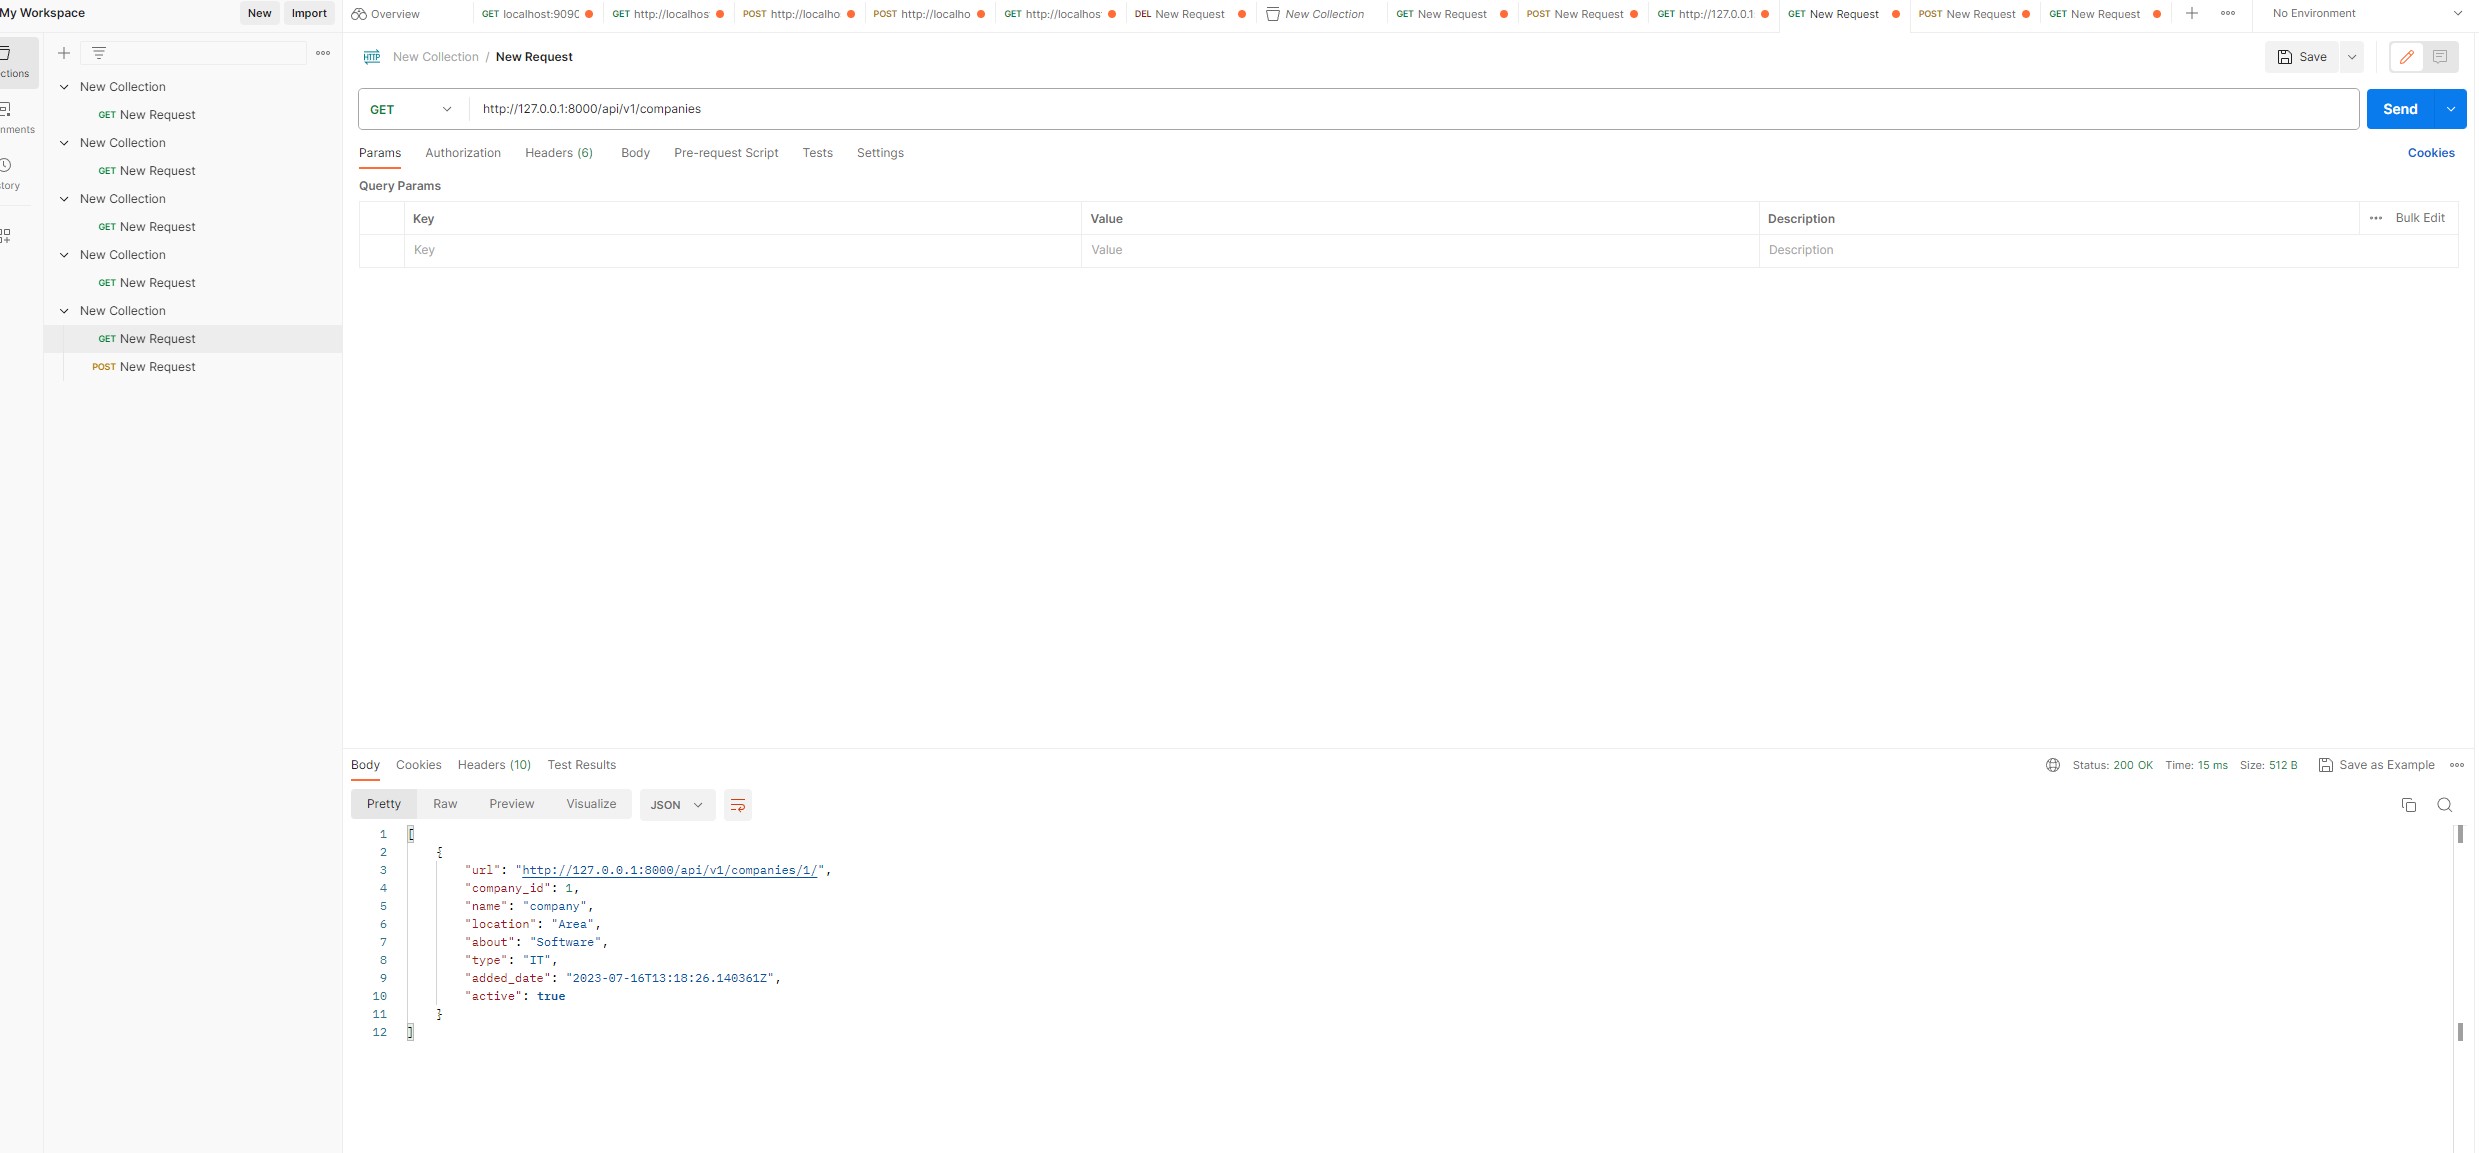 My Workspace New Import Overview GET localhost:9090 GET http://localhos POST http://localho POST http://localho GET http://localhos DEL New Request New Collection GET New Request POST New Request GET http://127.0.0.1 GET New Request POST New Request GET New Request No Environment
ctions
nments
tory
New Collection
GET New Request
New Collection
GET New Request
New Collection
GET New Request
New Collection
GET New Request
New Collection
GET New Request
POST New Request
HTTP New Collection / New Request Save
GET http://127.0.0.1:8000/api/v1/companies Send
Params Authorization Headers (6) Body Pre-request Script Tests Settings Cookies
Query Params
Key Value Description Bulk Edit
Key Value Description
Body Cookies Headers (10) Test Results Status: 200 OK Time: 15 ms Size: 512 B Save as Example
Pretty Raw Preview Visualize JSON
1 [
2 {
3 "url": "http://127.0.0.1:8000/api/v1/companies/1/",
4 "company_id": 1,
5 "name": "company",
6 "location": "Area",
7 "about": "Software",
8 "type": "IT",
9 "added_date": "2023-07-16T13:18:26.140361Z",
10 "active": true
11 }
12 ]